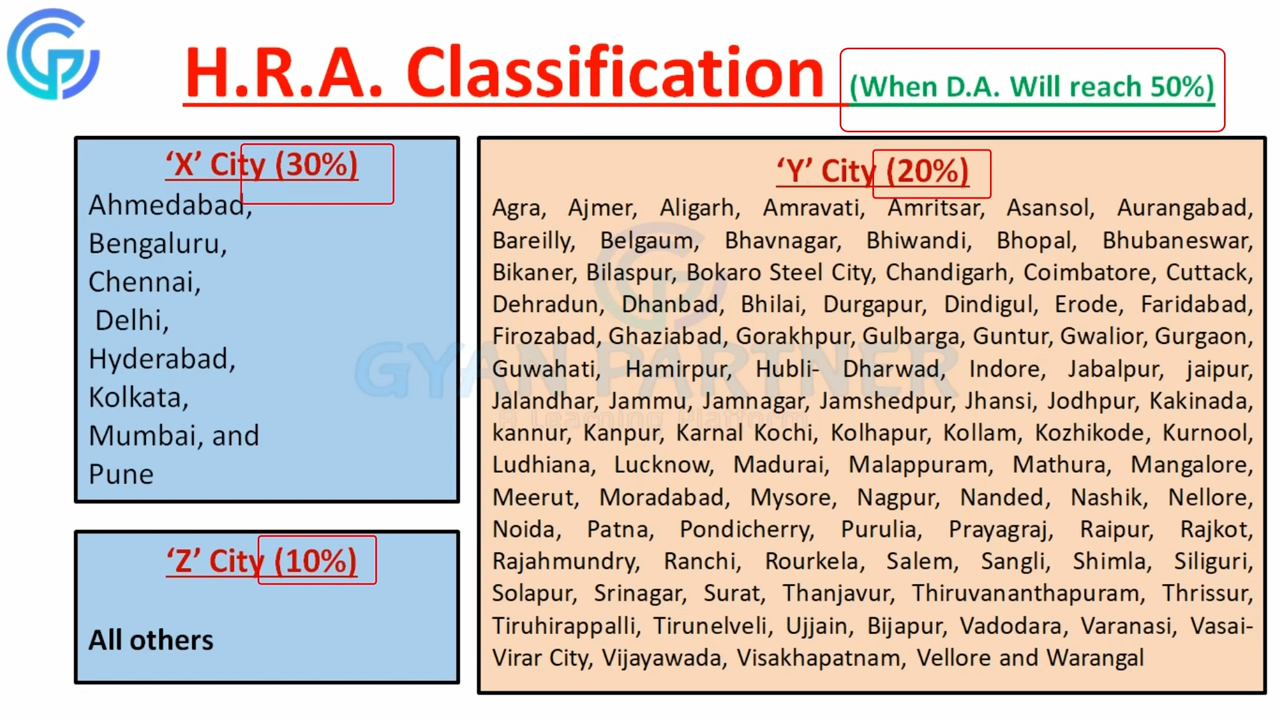 H.R.A. Classification (When D.A. Will reach 50%)
‘X’ City (30%)
Ahmedabad,
Bengaluru,
Chennai,
Delhi,
Hyderabad,
Kolkata,
Mumbai, and
Pune
‘Z’ City (10%)
All others
‘Y’ City (20%)
Agra, Ajmer, Aligarh, Amravati, Amritsar, Asansol, Aurangabad,
Bareilly, Belgaum, Bhavnagar, Bhiwandi, Bhopal, Bhubaneswar,
Bikaner, Bilaspur, Bokaro Steel City, Chandigarh, Coimbatore, Cuttack,
Dehradun, Dhanbad, Bhilai, Durgapur, Dindigul, Erode, Faridabad,
Firozabad, Ghaziabad, Gorakhpur, Gulbarga, Guntur, Gwalior, Gurgaon,
Guwahati, Hamirpur, Hubli- Dharwad, Indore, Jabalpur, jaipur,
Jalandhar, Jammu, Jamnagar, Jamshedpur, Jhansi, Jodhpur, Kakinada,
kannur, Kanpur, Karnal Kochi, Kolhapur, Kollam, Kozhikode, Kurnool,
Ludhiana, Lucknow, Madurai, Malappuram, Mathura, Mangalore,
Meerut, Moradabad, Mysore, Nagpur, Nanded, Nashik, Nellore,
Noida, Patna, Pondicherry, Purulia, Prayagraj, Raipur, Rajkot,
Rajahmundry, Ranchi, Rourkela, Salem, Sangli, Shimla, Siliguri,
Solapur, Srinagar, Surat, Thanjavur, Thiruvananthapuram, Thrissur,
Tiruhirappalli, Tirunelveli, Ujjain, Bijapur, Vadodara, Varanasi, Vasai-
Virar City, Vijayawada, Visakhapatnam, Vellore and Warangal
GYAN PARTNER
A Learning Platform